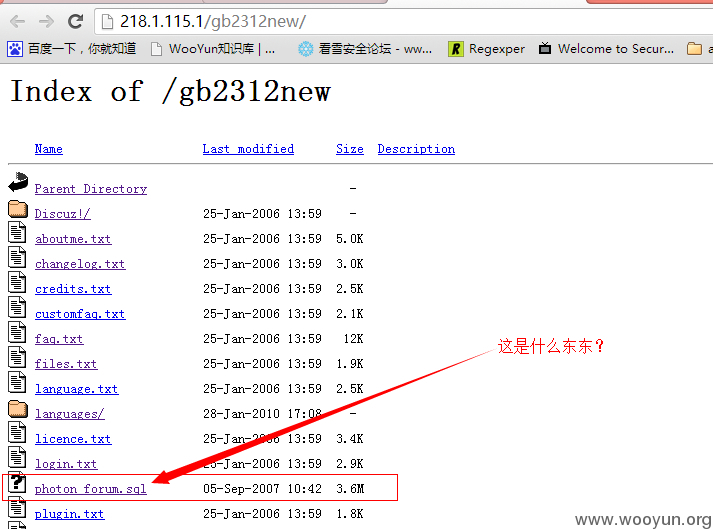 218.1.115.1/gb2312new/
百度一下，你就知道 WooYun知识库 | ... 看雪安全论坛 - ww... Regexper Welcome to Secur... a
Index of /gb2312new
Name Last modified Size Description
Parent Directory -
Discuz!/ 25-Jan-2006 13:59 -
aboutme.txt 25-Jan-2006 13:59 5.0K
changelog.txt 25-Jan-2006 13:59 3.0K
credits.txt 25-Jan-2006 13:59 2.5K
customfaq.txt 25-Jan-2006 13:59 2.1K
faq.txt 25-Jan-2006 13:59 12K
这是什么东东？
files.txt 25-Jan-2006 13:59 1.9K
language.txt 25-Jan-2006 13:59 2.5K
languages/ 28-Jan-2010 17:08 -
licence.txt 25-Jan-2006 13:59 3.4K
login.txt 25-Jan-2006 13:59 2.9K
photon_forum.sql 05-Sep-2007 10:42 3.6M
plugin.txt 25-Jan-2006 13:59 1.8K
www.wooyun.org